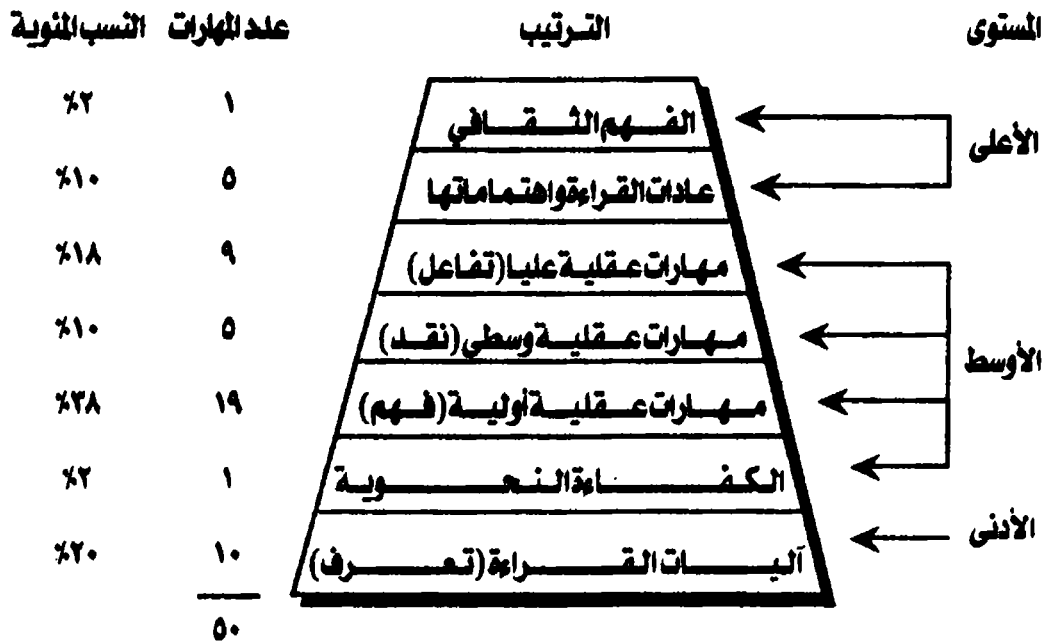 المستوى الترتيب عدد المهارات النسب المئوية
الأعلى
الفهم الثقافي ١ ٪٢
عادات القراءة واهتماماتها ٥ ٪١٠
مهارات عقلية عليا (تفاعل) ٩ ٪١٨
مهارات عقلية وسطي (نقد) ٥ ٪١٠
الأوسط
مهارات عقلية أولية (فهم) ١٩ ٪٣٨
الكفاءة النحوية ١ ٪٢
الأدنى
آليات القراءة (تعرف) ١٠ ٪٢٠
٥٠